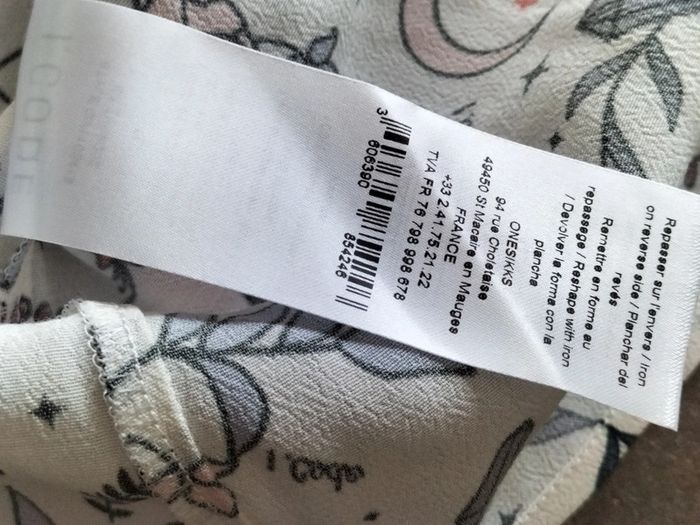 Repasser sur l'envers / Iron
on reverse side / Planchar del
revés
Remettre en forme au
repassage / Reshape with iron
/ Devolver la forma con la
plancha
ONESIKKS
94 rue Choletaise
49450 St Macaire en Mauges
FRANCE
+33 2.41.75.21.22
TVA FR 76 798 998 678
3 606390 854246
I.CODE